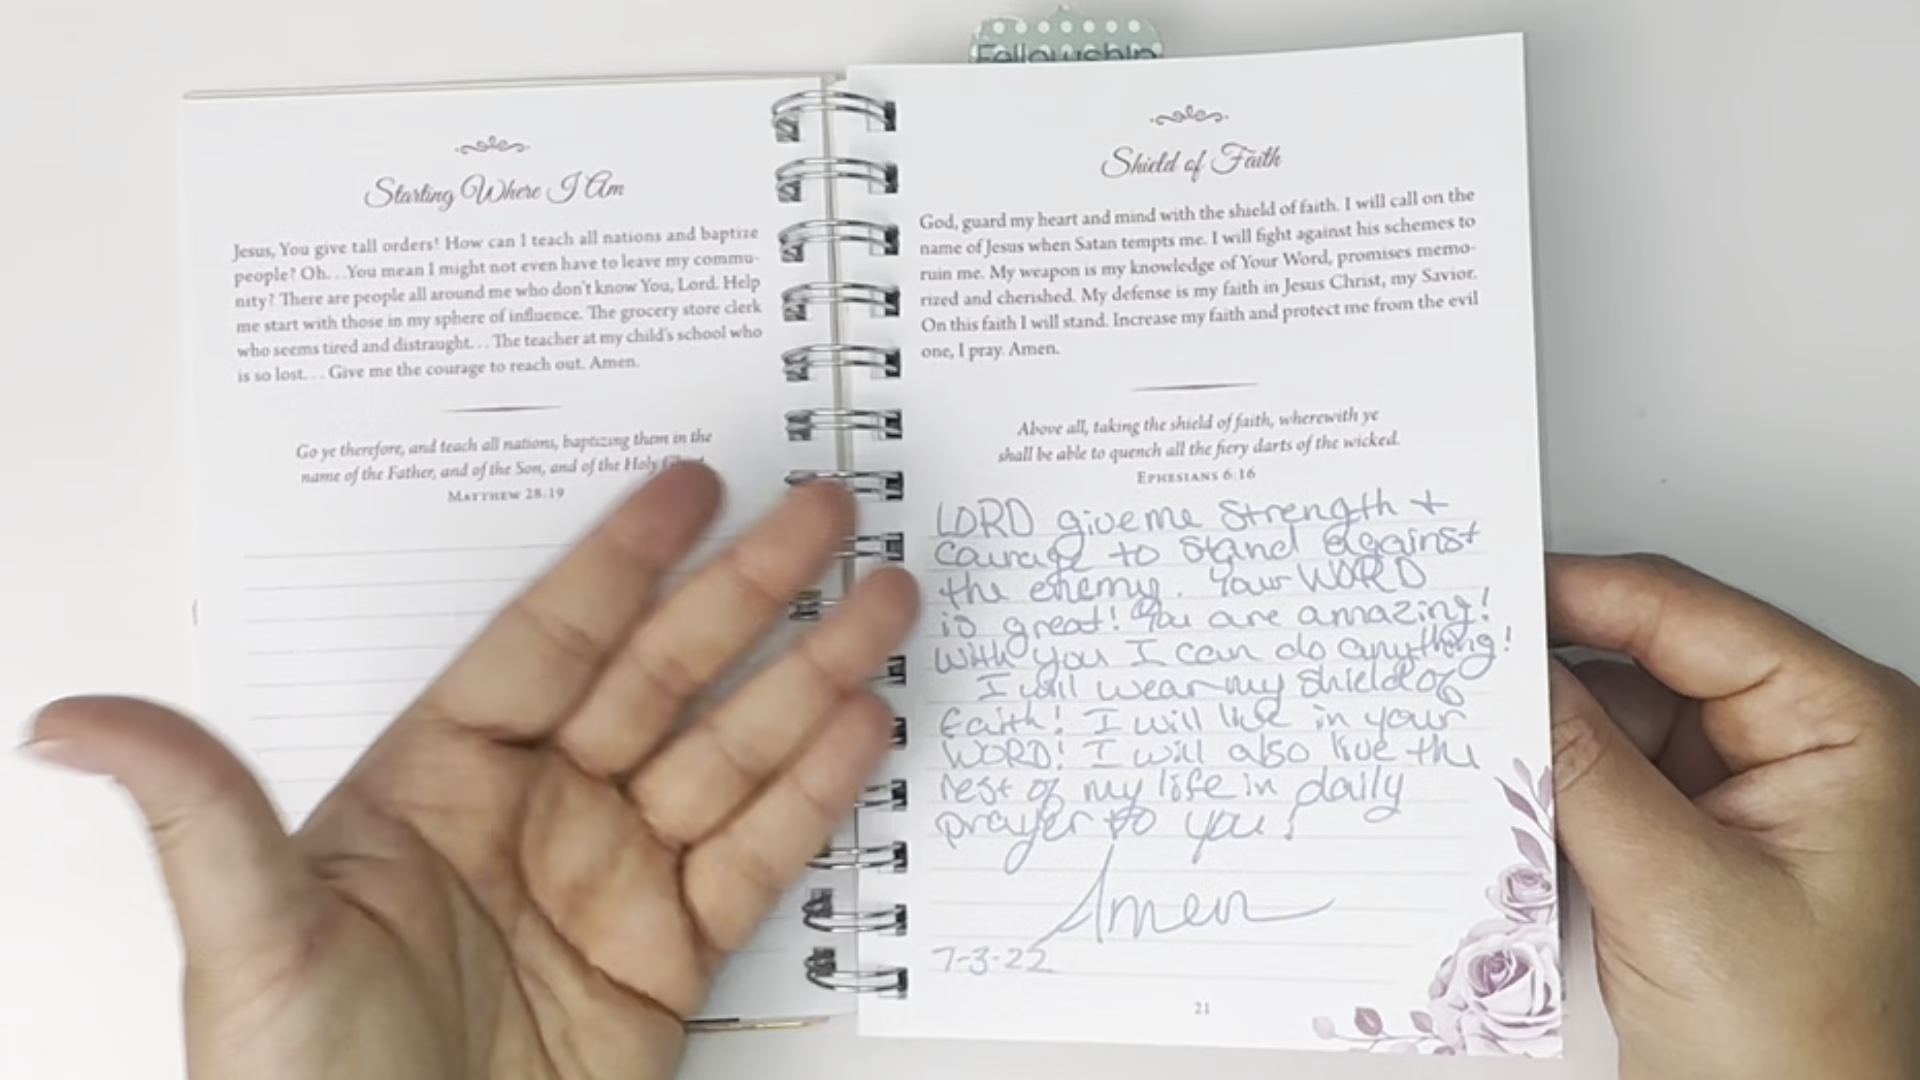 Fellowship
Starting Where I Am
Jesus, You give tall orders! How can I teach all nations and baptize
people? Oh. . .You mean I might not even have to leave my commu-
nity? There are people all around me who don't know You, Lord. Help
me start with those in my sphere of influence. The grocery store clerk
who seems tired and distraught. . . The teacher at my child's school who
is so lost. . . Give me the courage to reach out. Amen.
Go ye therefore, and teach all nations, baptizing them in the
name of the Father, and of the Son, and of the Holy
Matthew 28:19
Shield of Faith
God, guard my heart and mind with the shield of faith. I will call on the
name of Jesus when Satan tempts me. I will fight against his schemes to
ruin me. My weapon is my knowledge of Your Word, promises memo-
rized and cherished. My defense is my faith in Jesus Christ, my Savior.
On this faith I will stand. Increase my faith and protect me from the evil
one, I pray. Amen.
Above all, taking the shield of faith, wherewith ye
shall be able to quench all the fiery darts of the wicked.
Ephesians 6:16
LORD give me strength +
courage to stand against
the enemy. Your WORD
is great! You are amazing!
With you I can do anything!
I will wear my shield of
faith! I will live in your
WORD! I will also live the
rest of my life in daily
prayer to you!
Amen
7-3-22
21